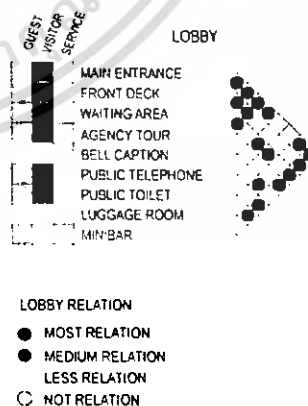 GUEST
VISITOR
SERVICE
LOBBY
MAIN ENTRANCE
FRONT DECK
WAITING AREA
AGENCY TOUR
BELL CAPTION
PUBLIC TELEPHONE
PUBLIC TOILET
LUGGAGE ROOM
MINIBAR
LOBBY RELATION
MOST RELATION
MEDIUM RELATION
LESS RELATION
NOT RELATION